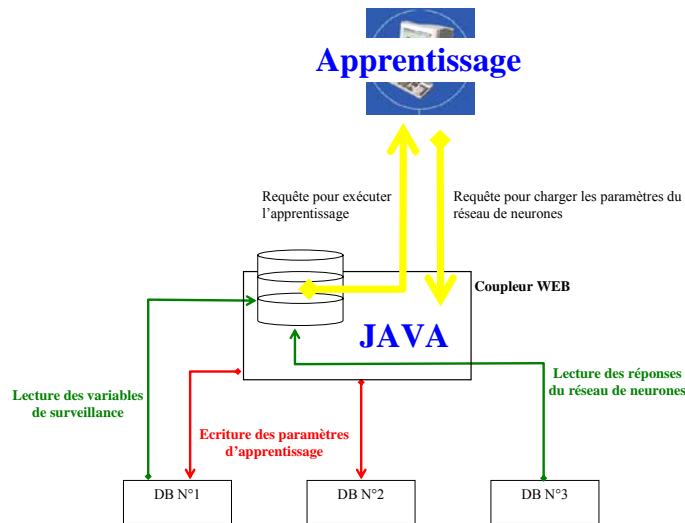 Apprentissage
Requête pour exécuter
l'apprentissage
Requête pour charger les paramètres du
réseau de neurones
Coupleur WEB
JAVA
Lecture des variables
de surveillance
Lecture des réponses
du réseau de neurones
Ecriture des paramètres
d'apprentissage
DB N°1
DB N°2
DB N°3